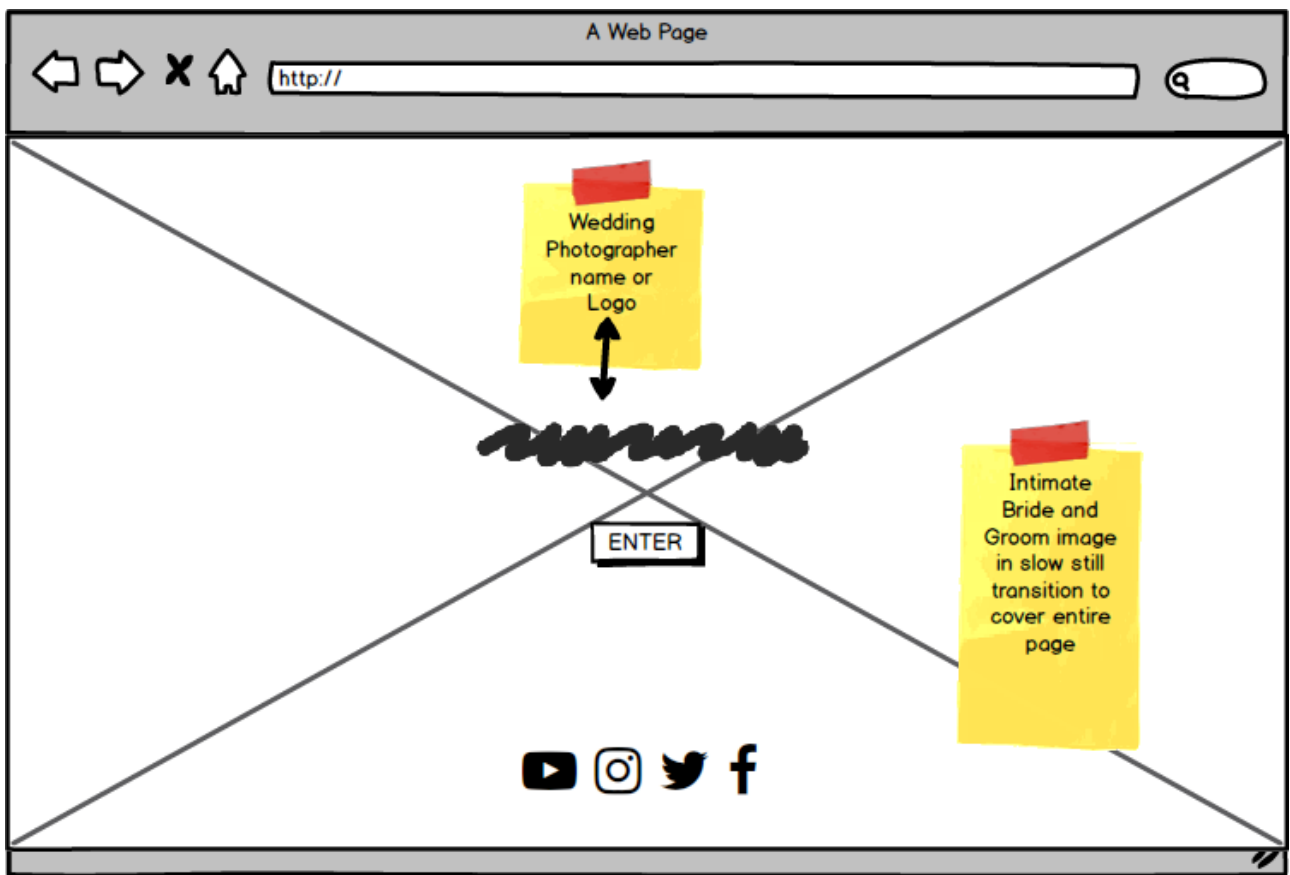 A Web Page
http://
Wedding
Photographer
name or
Logo
ENTER
Intimate
Bride and
Groom image
in slow still
transition to
cover entire
page